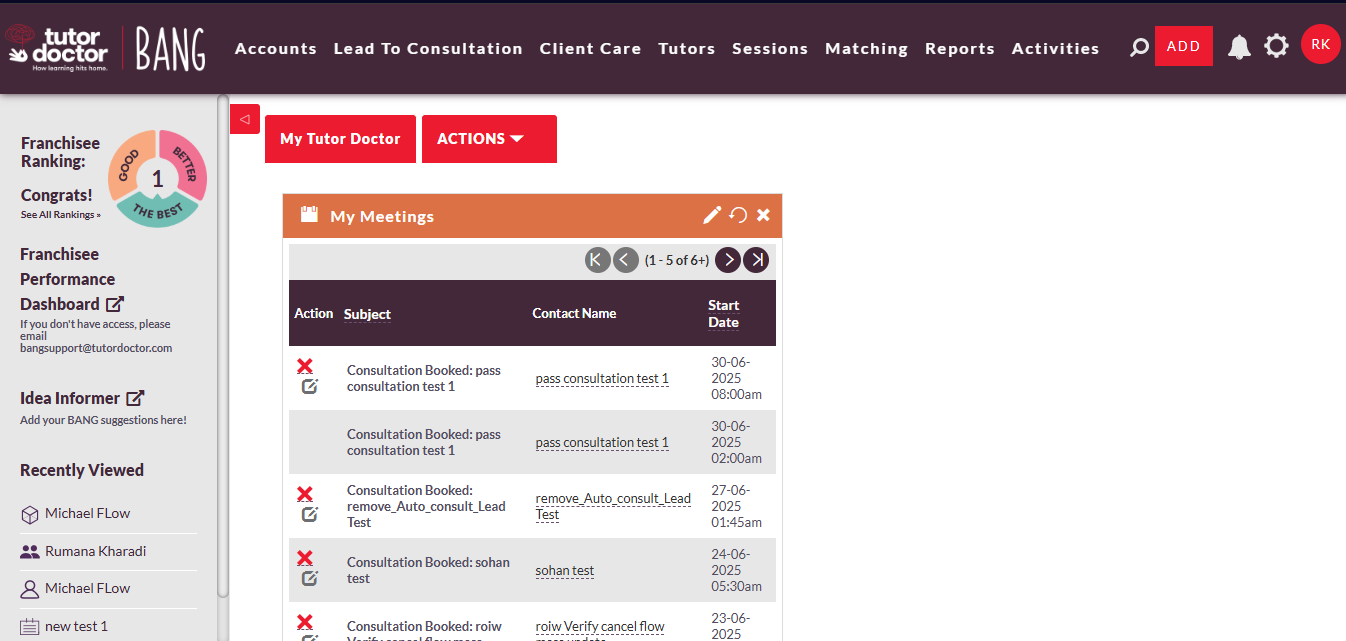 tutor doctor
How learning hits home.
BANG
Accounts Lead To Consultation Client Care Tutors Sessions Matching Reports Activities
ADD
RK
Franchisee
Ranking:
Congrats!
See All Rankings »
GOOD
BETTER
THE BEST
1
Franchisee
Performance
Dashboard
If you don't have access, please
email
bangsupport@tutordoctor.com
Idea Informer
Add your BANG suggestions here!
Recently Viewed
Michael FLow
Rumana Kharadi
Michael FLow
new test 1
My Tutor Doctor
ACTIONS
My Meetings
(1 - 5 of 6+)
Action Subject Contact Name Start
Date
Consultation Booked: pass
consultation test 1
pass consultation test 1
30-06-
2025
08:00am
Consultation Booked: pass
consultation test 1
pass consultation test 1
30-06-
2025
02:00am
Consultation Booked:
remove_Auto_consult_Lead
Test
remove_Auto_consult_Lead
Test
27-06-
2025
01:45am
Consultation Booked: sohan
test
sohan test
24-06-
2025
05:30am
Consultation Booked: roiw
Verify cancel flow mass
roiw Verify cancel flow
mass update
23-06-
2025